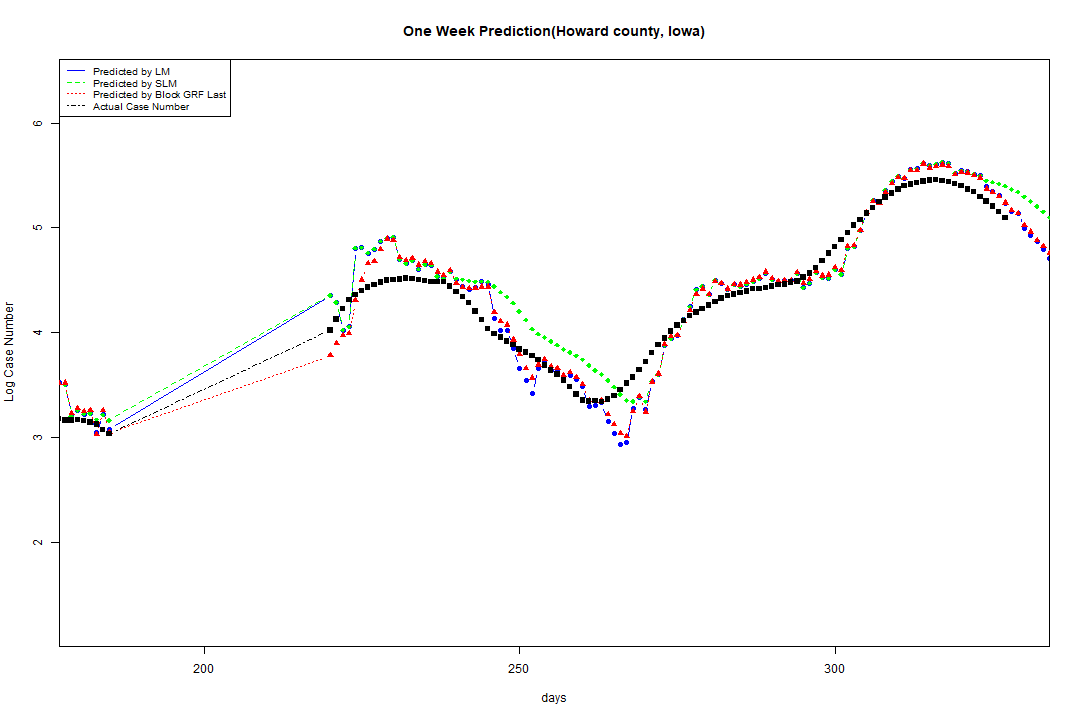 One Week Prediction(Howard county, Iowa)
Predicted by LM
Predicted by SLM
Predicted by Block GRF Last
Actual Case Number
Log Case Number
6
5
4
3
2
200
250
300
days